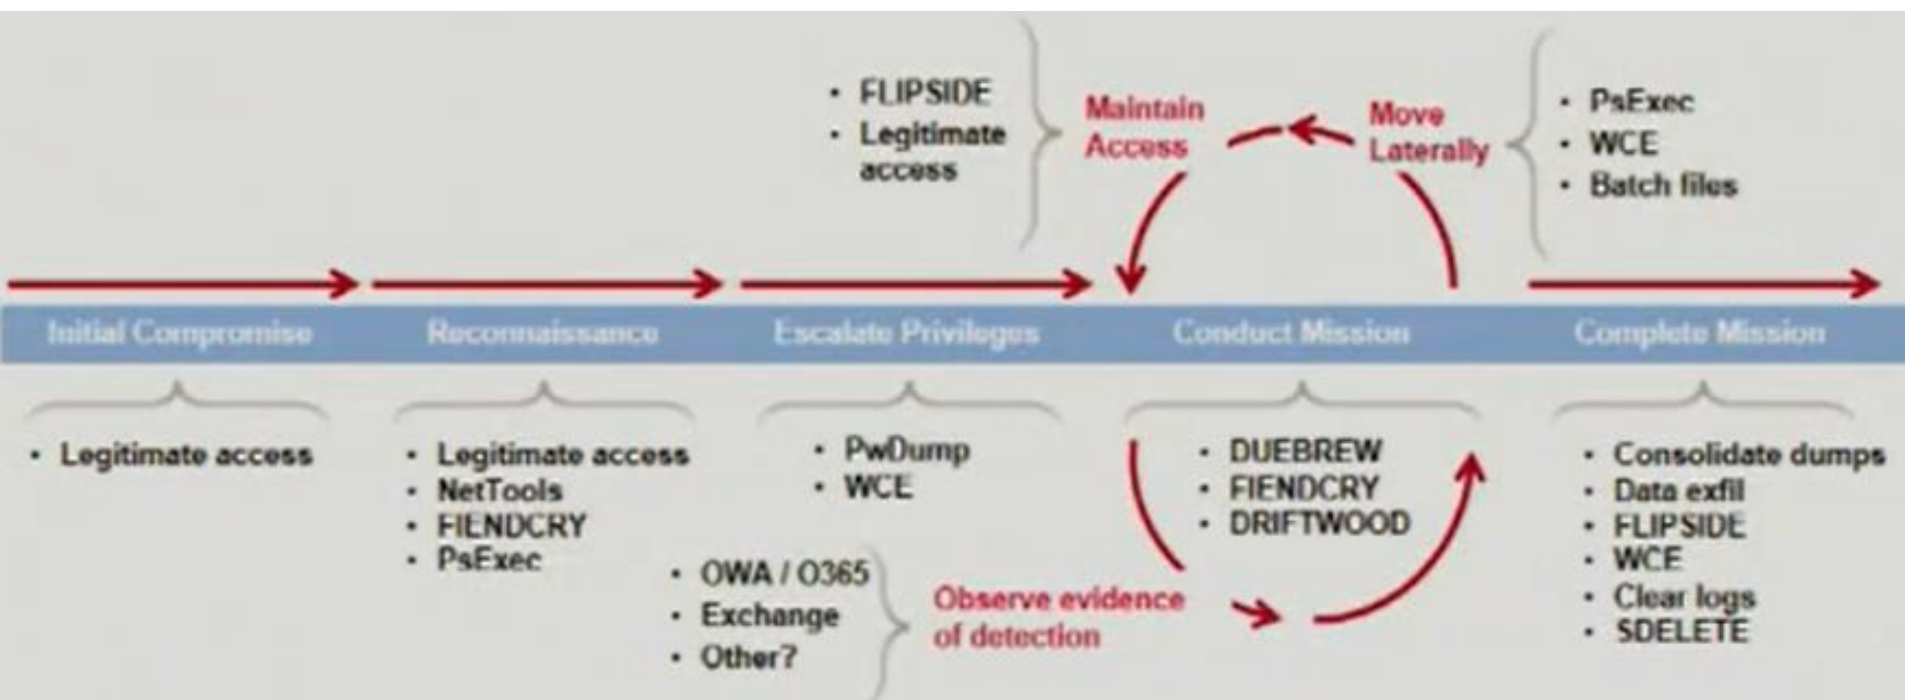 • FLIPSIDE
• Legitimate
access
Maintain
Access
Move
Laterally
• PsExec
• WCE
• Batch files
Initial Compromise
Reconnaissance
Escalate Privileges
Conduct Mission
Complete Mission
• Legitimate access
• Legitimate access
• NetTools
• FIENDCRY
• PsExec
• PwDump
• WCE
• OWA / O365
• Exchange
• Other?
Observe evidence
of detection
• DUEBREW
• FIENDCRY
• DRIFTWOOD
• Consolidate dumps
• Data exfil
• FLIPSIDE
• WCE
• Clear logs
• SDELETE